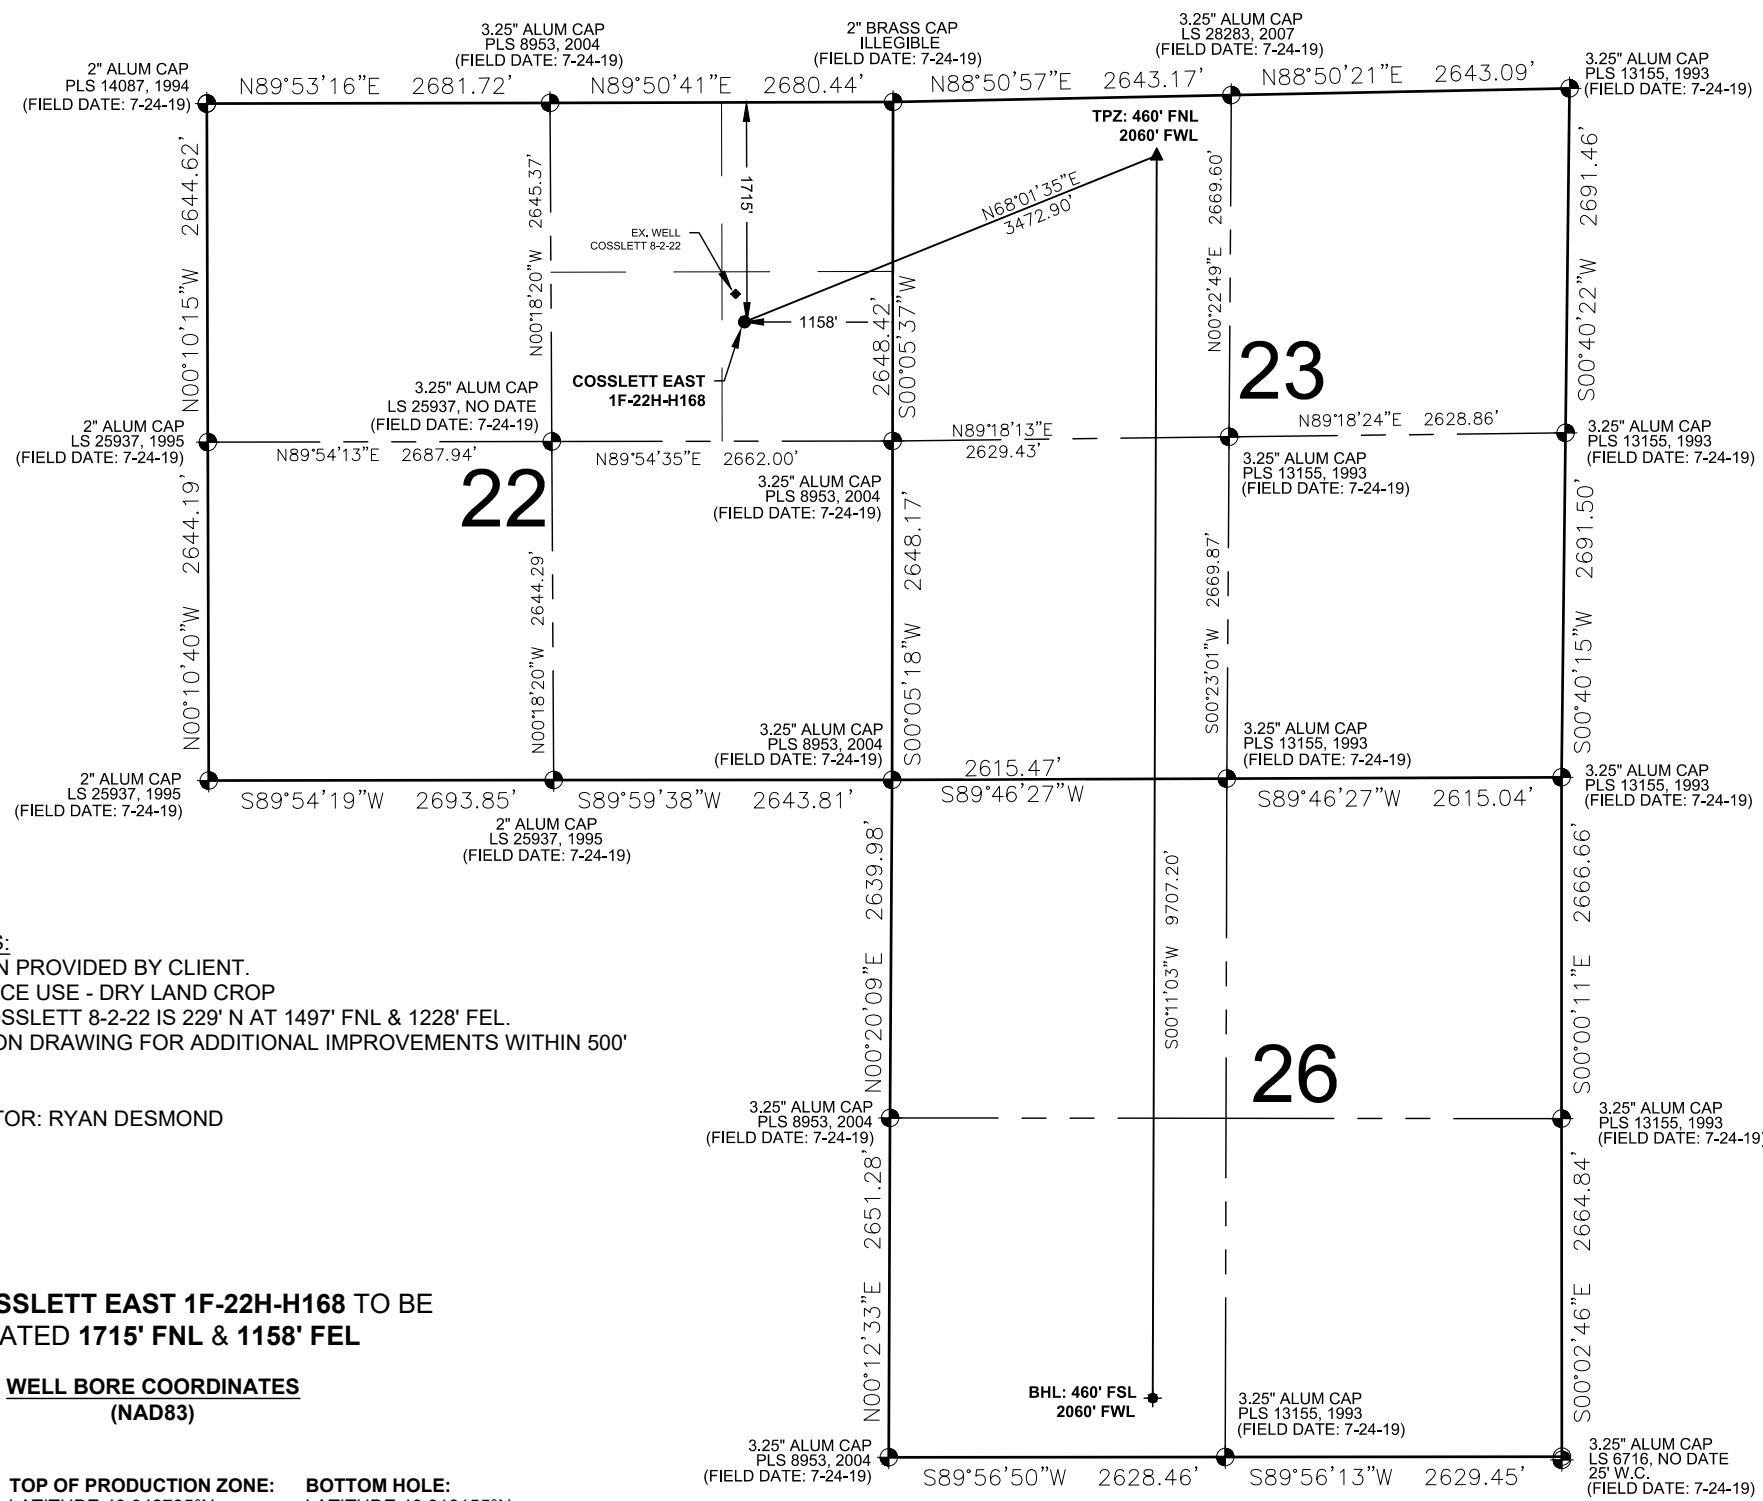 3.25" ALUM CAP
PLS 8953, 2004
(FIELD DATE: 7-24-19)
2" BRASS CAP
ILLEGIBLE
(FIELD DATE: 7-24-19)
3.25" ALUM CAP
LS 28283, 2007
(FIELD DATE: 7-24-19)
2" ALUM CAP
PLS 14087, 1994
(FIELD DATE: 7-24-19)
3.25" ALUM CAP
PLS 13155, 1993
(FIELD DATE: 7-24-19)
N89°53'16"E 2681.72'
N89°50'41"E 2680.44'
N88°50'57"E 2643.17'
N88°50'21"E 2643.09'
TPZ: 460' FNL
2060' FWL
N00°10'15"W 2644.62'
N00°18'20"W 2645.37'
1715'
EX. WELL
COSSLETT 8-2-22
N68°01'35"E
3472.90'
1158'
COSSLETT EAST
1F-22H-H168
2648.42'
S00°05'37"W
N00°22'49"E 2669.60'
23
S00°40'22"W 2691.46'
2" ALUM CAP
LS 25937, 1995
(FIELD DATE: 7-24-19)
3.25" ALUM CAP
LS 25937, NO DATE
(FIELD DATE: 7-24-19)
N89°54'13"E 2687.94'
N89°54'35"E 2662.00'
N89°18'13"E
2629.43'
N89°18'24"E 2628.86'
3.25" ALUM CAP
PLS 13155, 1993
(FIELD DATE: 7-24-19)
22
3.25" ALUM CAP
PLS 8953, 2004
(FIELD DATE: 7-24-19)
3.25" ALUM CAP
PLS 13155, 1993
(FIELD DATE: 7-24-19)
N00°10'40"W 2644.19'
N00°18'20"W 2644.29'
S00°05'18"W 2648.17'
S00°23'01"W 2669.87'
S00°40'15"W 2691.50'
2" ALUM CAP
LS 25937, 1995
(FIELD DATE: 7-24-19)
3.25" ALUM CAP
PLS 8953, 2004
(FIELD DATE: 7-24-19)
3.25" ALUM CAP
PLS 13155, 1993
(FIELD DATE: 7-24-19)
3.25" ALUM CAP
PLS 13155, 1993
(FIELD DATE: 7-24-19)
S89°54'19"W 2693.85'
S89°59'38"W 2643.81'
2615.47'
S89°46'27"W
S89°46'27"W 2615.04'
2" ALUM CAP
LS 25937, 1995
(FIELD DATE: 7-24-19)
N00°20'09"E 2639.98'
S00°11'03"W 9707.20'
S00°00'11"E 2666.66'
S:
N PROVIDED BY CLIENT.
CE USE - DRY LAND CROP
OSSLETT 8-2-22 IS 229' N AT 1497' FNL & 1228' FEL.
ON DRAWING FOR ADDITIONAL IMPROVEMENTS WITHIN 500'
TOR: RYAN DESMOND
26
3.25" ALUM CAP
PLS 8953, 2004
(FIELD DATE: 7-24-19)
3.25" ALUM CAP
PLS 13155, 1993
(FIELD DATE: 7-24-19)
N00°12'33"E 2651.28'
S00°02'46"E 2664.84'
SSLETT EAST 1F-22H-H168 TO BE
ATED 1715' FNL & 1158' FEL
WELL BORE COORDINATES
(NAD83)
BHL: 460' FSL
2060' FWL
3.25" ALUM CAP
PLS 13155, 1993
(FIELD DATE: 7-24-19)
3.25" ALUM CAP
PLS 8953, 2004
(FIELD DATE: 7-24-19)
3.25" ALUM CAP
LS 6716, NO DATE
25' W.C.
(FIELD DATE: 7-24-19)
S89°56'50"W 2628.46'
S89°56'13"W 2629.45'
TOP OF PRODUCTION ZONE: BOTTOM HOLE: